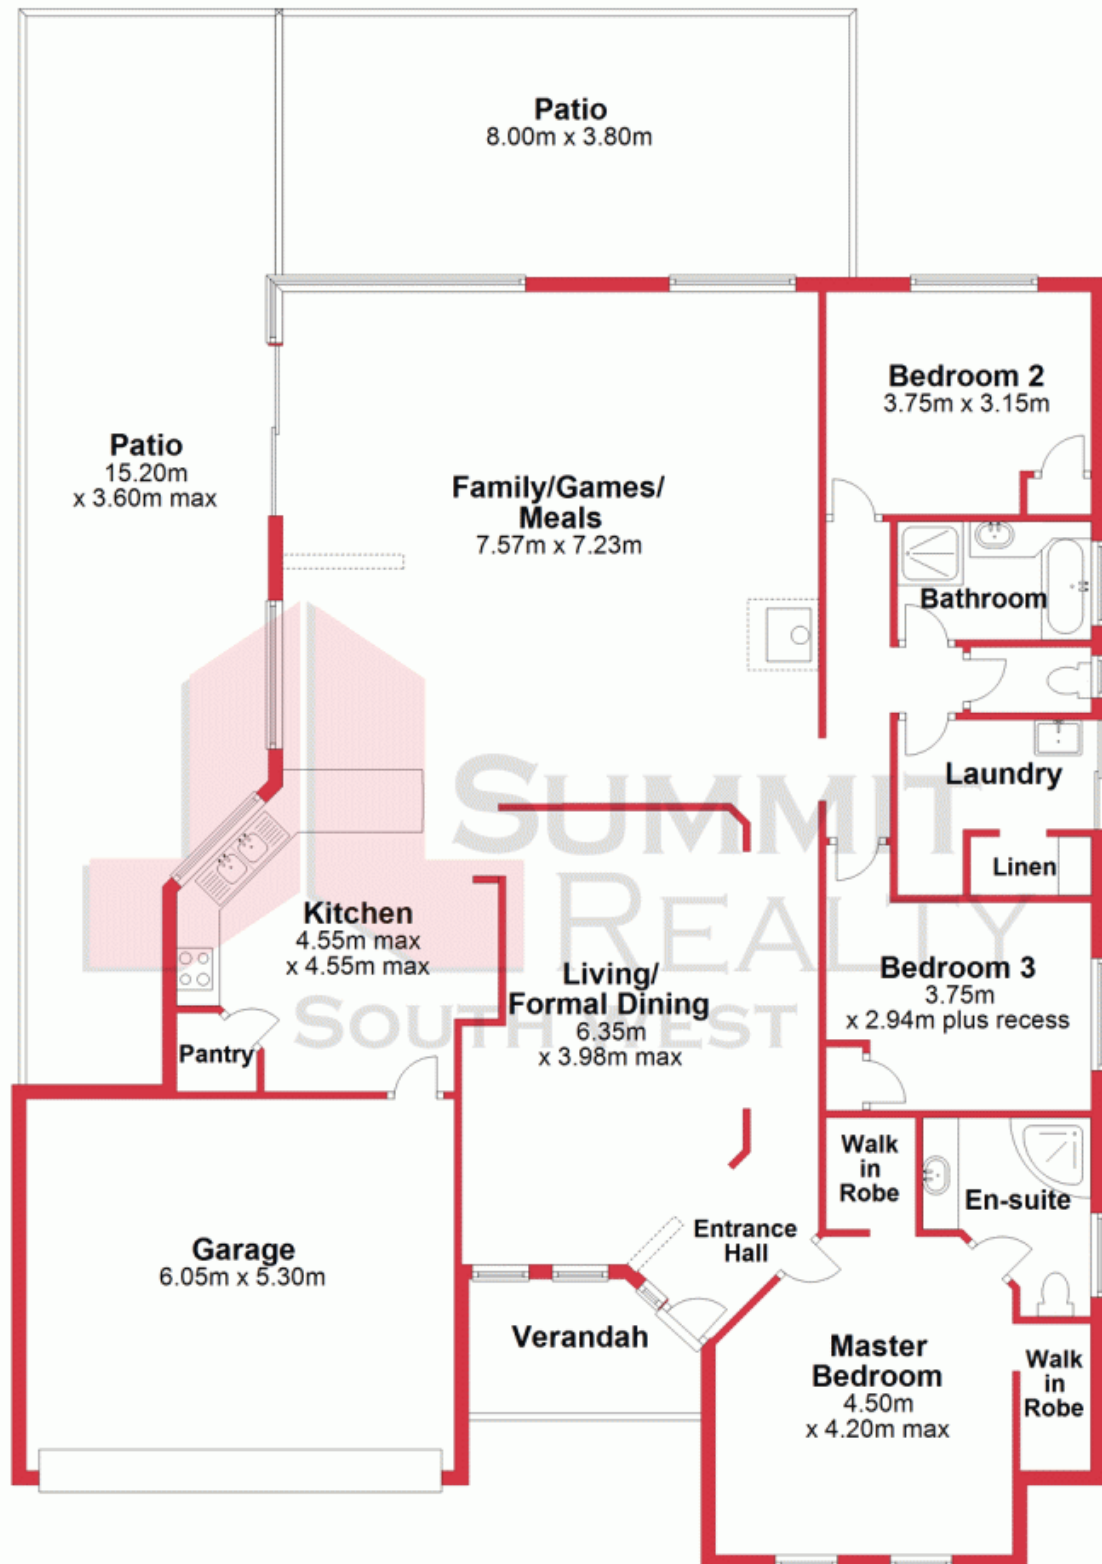 Patio
8.00m x 3.80m
Bedroom 2
3.75m x 3.15m
Patio
15.20m
x 3.60m max
Family/Games/
Meals
7.57m x 7.23m
Bathroom
SUMMIT
REALTY
SOUTH WEST
Laundry
Linen
Kitchen
4.55m max
x 4.55m max
Living/
Formal Dining
6.35m
x 3.98m max
Bedroom 3
3.75m
x 2.94m plus recess
Pantry
Walk
in
Robe
En-suite
Entrance
Hall
Garage
6.05m x 5.30m
Verandah
Master
Bedroom
4.50m
x 4.20m max
Walk
in
Robe